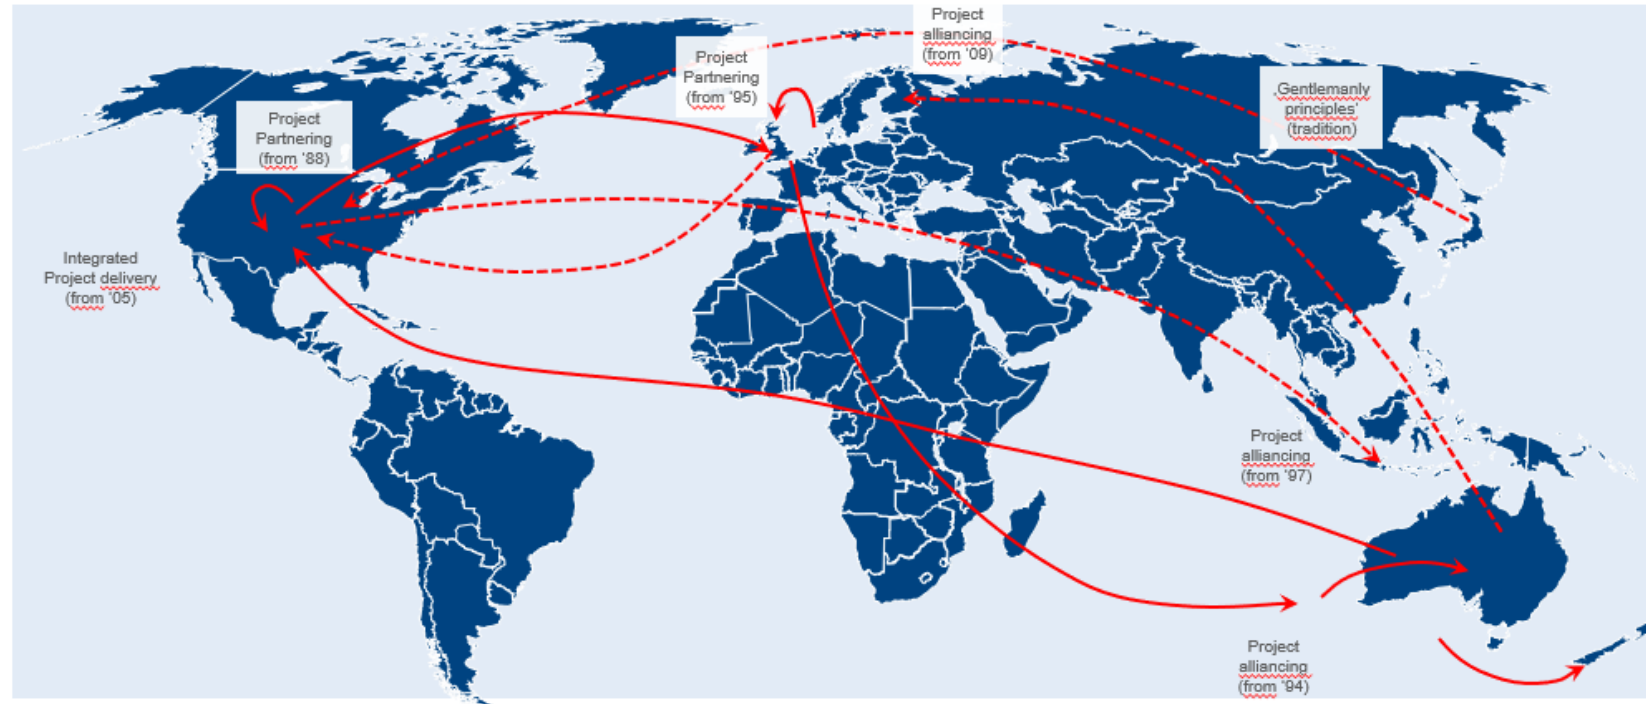 Project
alliancing
(from '09)
Project
Partnering
(from '95)
‚Gentlemanly
principles'
(tradition)
Project
Partnering
(from '88)
Integrated
Project delivery
(from '05)
Project
alliancing
(from '97)
Project
alliancing
(from '94)